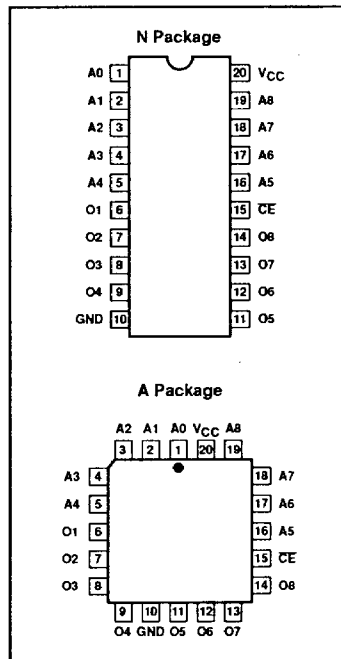 N Package
A0 1 20 VCC
A1 2 19 A8
A2 3 18 A7
A3 4 17 A6
A4 5 16 A5
O1 6 15 C̅E̅
O2 7 14 O8
O3 8 13 O7
O4 9 12 O6
GND 10 11 O5
A Package
A2 A1 A0 VCC A8
3 2 1 20 19
A3 4 18 A7
A4 5 17 A6
O1 6 16 A5
O2 7 15 C̅E̅
O3 8 14 O8
9 10 11 12 13
O4 GND O5 O6 O7